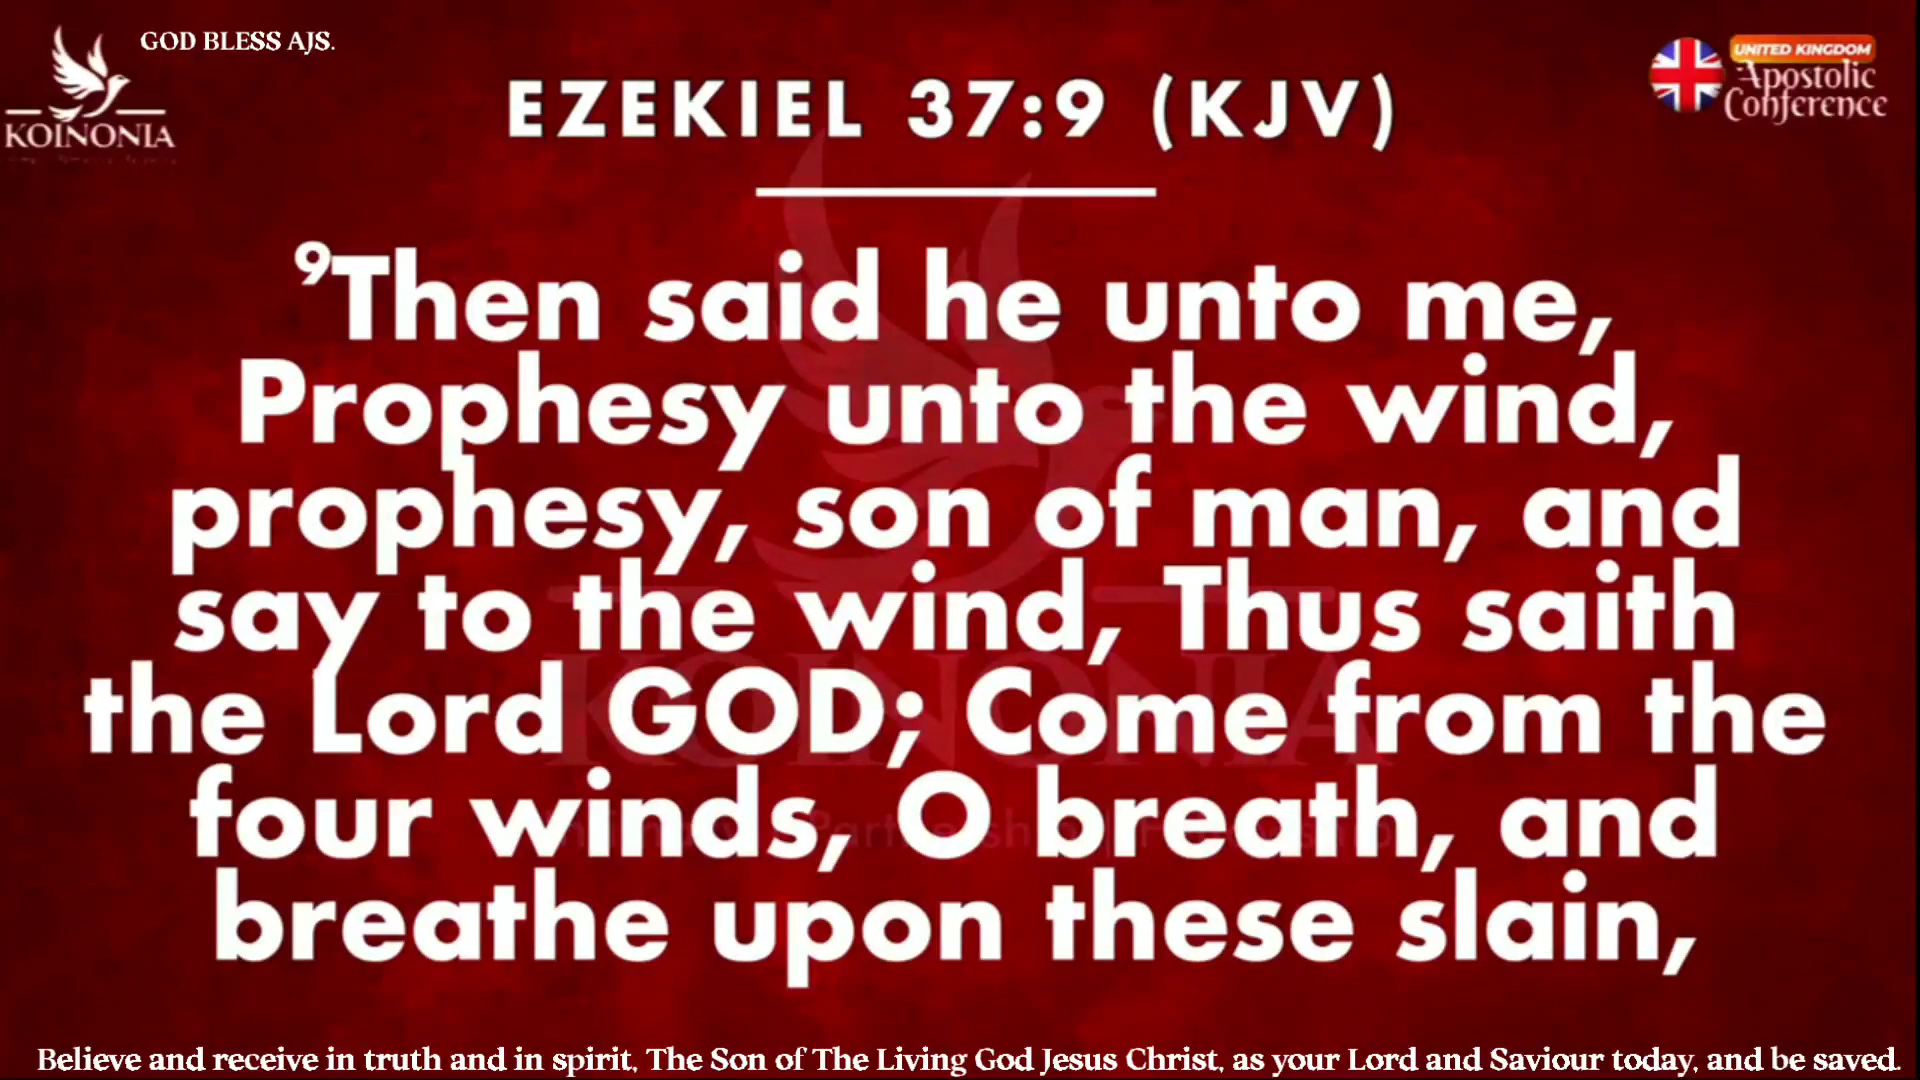 GOD BLESS AJS.
KOINONIA
UNITED KINGDOM
Apostolic
Conference
EZEKIEL 37:9 (KJV)
9Then said he unto me,
Prophesy unto the wind,
prophesy, son of man, and
say to the wind, Thus saith
the Lord GOD; Come from the
four winds, O breath, and
breathe upon these slain,
KOINONIA
Believe and receive in truth and in spirit, The Son of The Living God Jesus Christ, as your Lord and Saviour today, and be saved.